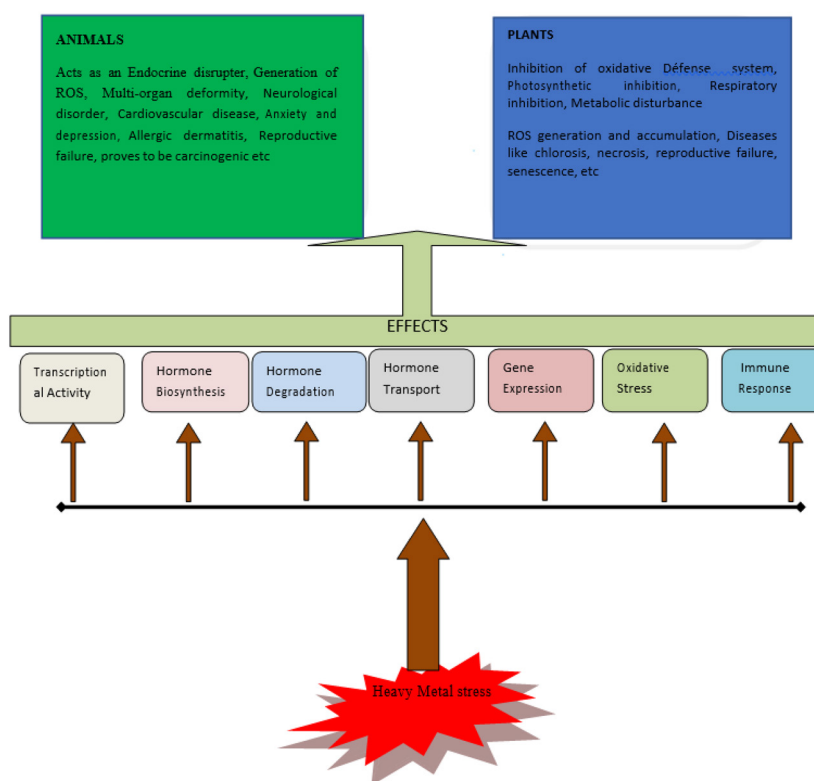 ANIMALS
Acts as an Endocrine disrupter, Generation of
ROS, Multi-organ deformity, Neurological
disorder, Cardiovascular disease, Anxiety and
depression, Allergic dermatitis, Reproductive
failure, proves to be carcinogenic etc
PLANTS
Inhibition of oxidative Défense system,
Photosynthetic inhibition, Respiratory
inhibition, Metabolic disturbance
ROS generation and accumulation, Diseases
like chlorosis, necrosis, reproductive failure,
senescence, etc
EFFECTS
Transcription
al Activity
Hormone
Biosynthesis
Hormone
Degradation
Hormone
Transport
Gene
Expression
Oxidative
Stress
Immune
Response
Heavy Metal stress